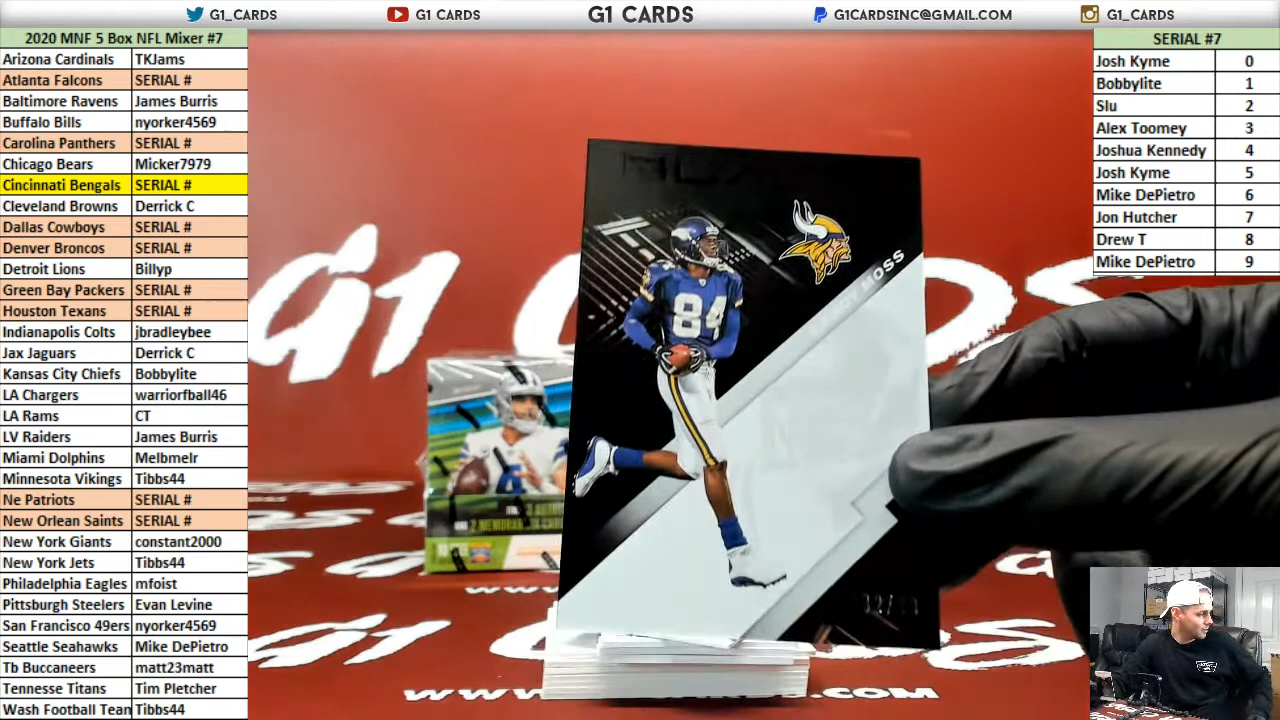 G1_CARDS
G1 CARDS
G1 CARDS
G1CARDSINC@GMAIL.COM
G1_CARDS
2020 MNF 5 Box NFL Mixer #7
Arizona Cardinals TKJams
Atlanta Falcons SERIAL #
Baltimore Ravens James Burris
Buffalo Bills nyorker4569
Carolina Panthers SERIAL #
Chicago Bears Micker7979
Cincinnati Bengals SERIAL #
Cleveland Browns Derrick C
Dallas Cowboys SERIAL #
Denver Broncos SERIAL #
Detroit Lions Billyp
Green Bay Packers SERIAL #
Houston Texans SERIAL #
Indianapolis Colts jbradleybee
Jax Jaguars Derrick C
Kansas City Chiefs Bobbylite
LA Chargers warriorfball46
LA Rams CT
LV Raiders James Burris
Miami Dolphins Melbmelr
Minnesota Vikings Tibbs44
Ne Patriots SERIAL #
New Orlean Saints SERIAL #
New York Giants constant2000
New York Jets Tibbs44
Philadelphia Eagles mfoist
Pittsburgh Steelers Evan Levine
San Francisco 49ers nyorker4569
Seattle Seahawks Mike DePietro
Tb Buccaneers matt23matt
Tennesse Titans Tim Pletcher
Wash Football Team Tibbs44
SERIAL #7
Josh Kyme 0
Bobbylite 1
Slu 2
Alex Toomey 3
Joshua Kennedy 4
Josh Kyme 5
Mike DePietro 6
Jon Hutcher 7
Drew T 8
Mike DePietro 9
G1
MOSS
84